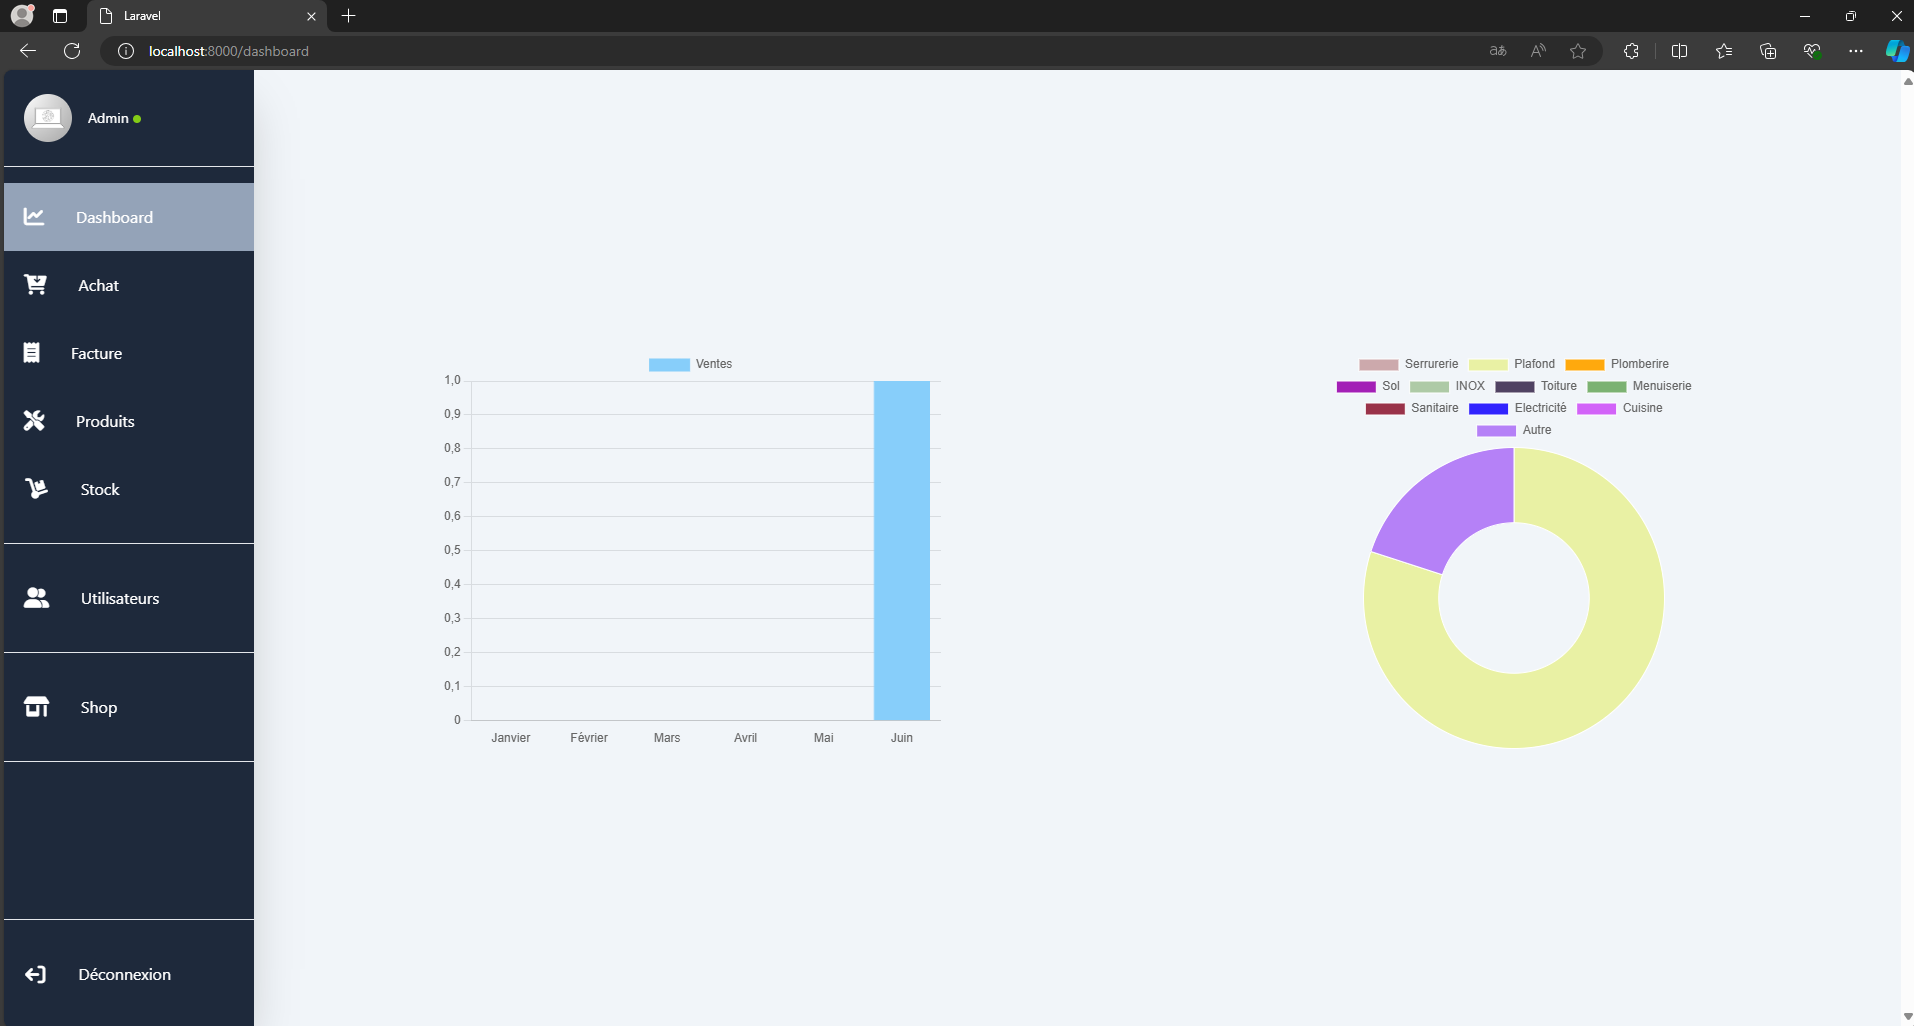 Laravel
localhost:8000/dashboard
Admin
Dashboard
Achat
Facture
Produits
Stock
Utilisateurs
Shop
Déconnexion
Ventes
1,0
0,9
0,8
0,7
0,6
0,5
0,4
0,3
0,2
0,1
0
Janvier Février Mars Avril Mai Juin
Serrurerie Plafond Plomberire
Sol INOX Toiture Menuiserie
Sanitaire Electricité Cuisine
Autre